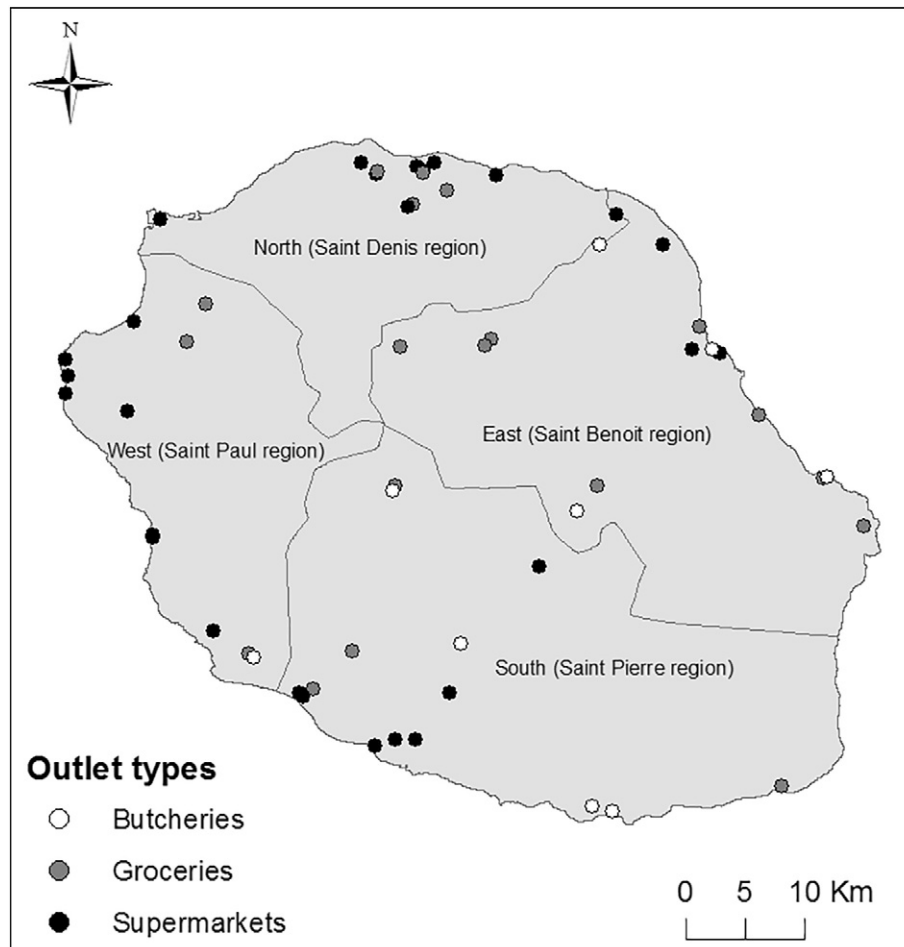 N
North (Saint Denis region)
East (Saint Benoit region)
West (Saint Paul region)
South (Saint Pierre region)
Outlet types
Butcheries
Groceries
Supermarkets
0 5 10 Km